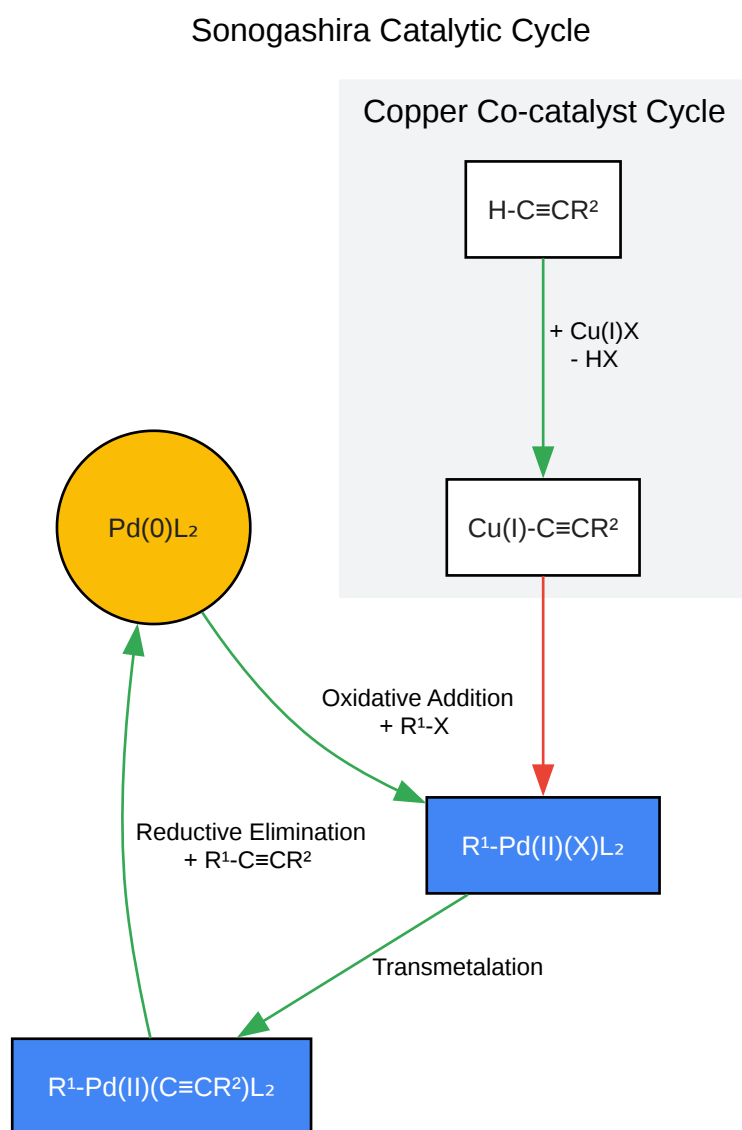 Sonogashira Catalytic Cycle
Copper Co-catalyst Cycle
H-C≡CR²
+ Cu(I)X
- HX
Cu(I)-C≡CR²
Pd(0)L₂
Oxidative Addition
+ R¹-X
R¹-Pd(II)(X)L₂
Reductive Elimination
+ R¹-C≡CR²
Transmetalation
R¹-Pd(II)(C≡CR²)L₂